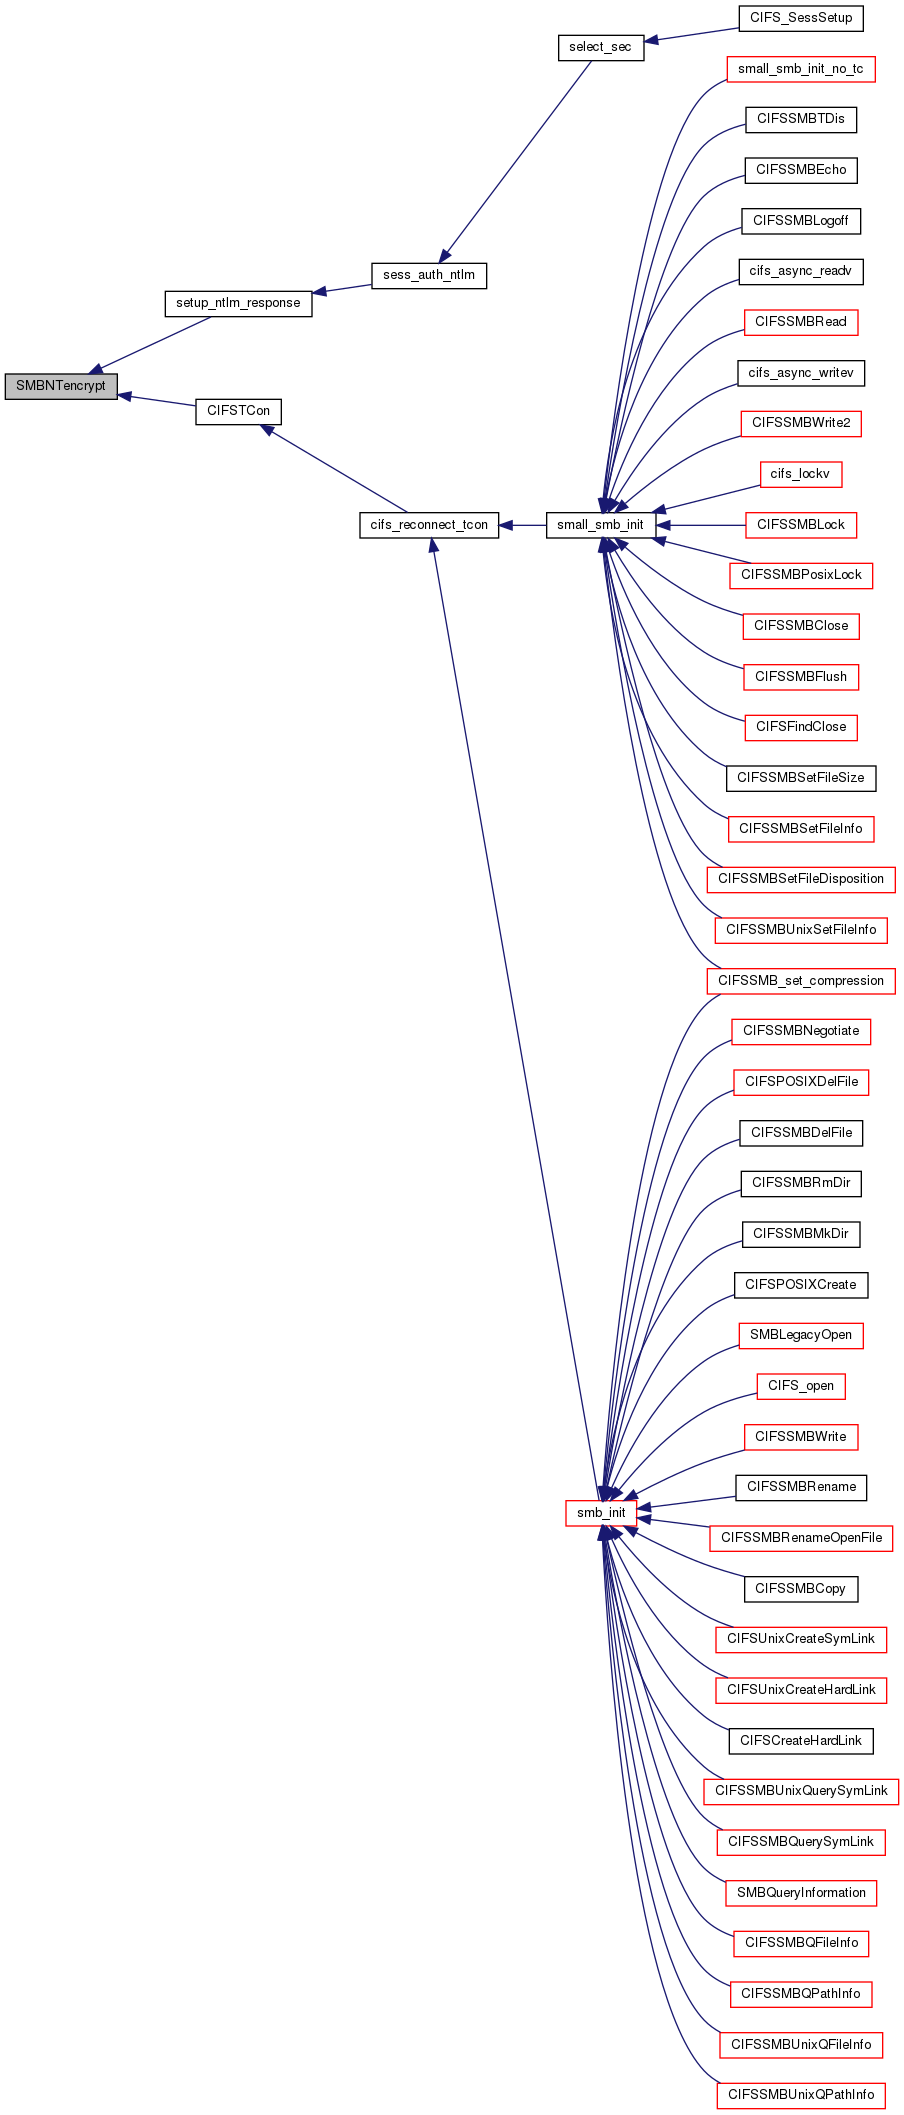 CIFS_SessSetup
select_sec
small_smb_init_no_tc
CIFSSMBTDis
CIFSSMBEcho
CIFSSMBLogoff
cifs_async_readv
sess_auth_ntlm
setup_ntlm_response
CIFSSMBRead
cifs_async_writev
SMBNTencrypt
CIFSTCon
CIFSSMBWrite2
cifs_lockv
cifs_reconnect_tcon
small_smb_init
CIFSSMBLock
CIFSSMBPosixLock
CIFSSMBClose
CIFSSMBFlush
CIFSFindClose
CIFSSMBSetFileSize
CIFSSMBSetFileInfo
CIFSSMBSetFileDisposition
CIFSSMBUnixSetFileInfo
CIFSSMB_set_compression
CIFSSMBNegotiate
CIFSPOSIXDelFile
CIFSSMBDelFile
CIFSSMBRmDir
CIFSSMBMkDir
CIFSPOSIXCreate
SMBLegacyOpen
CIFS_open
CIFSSMBWrite
CIFSSMBRename
smb_init
CIFSSMBRenameOpenFile
CIFSSMBCopy
CIFSUnixCreateSymLink
CIFSUnixCreateHardLink
CIFSCreateHardLink
CIFSSMBUnixQuerySymLink
CIFSSMBQuerySymLink
SMBQueryInformation
CIFSSMBQFileInfo
CIFSSMBQPathInfo
CIFSSMBUnixQFileInfo
CIFSSMBUnixQPathInfo